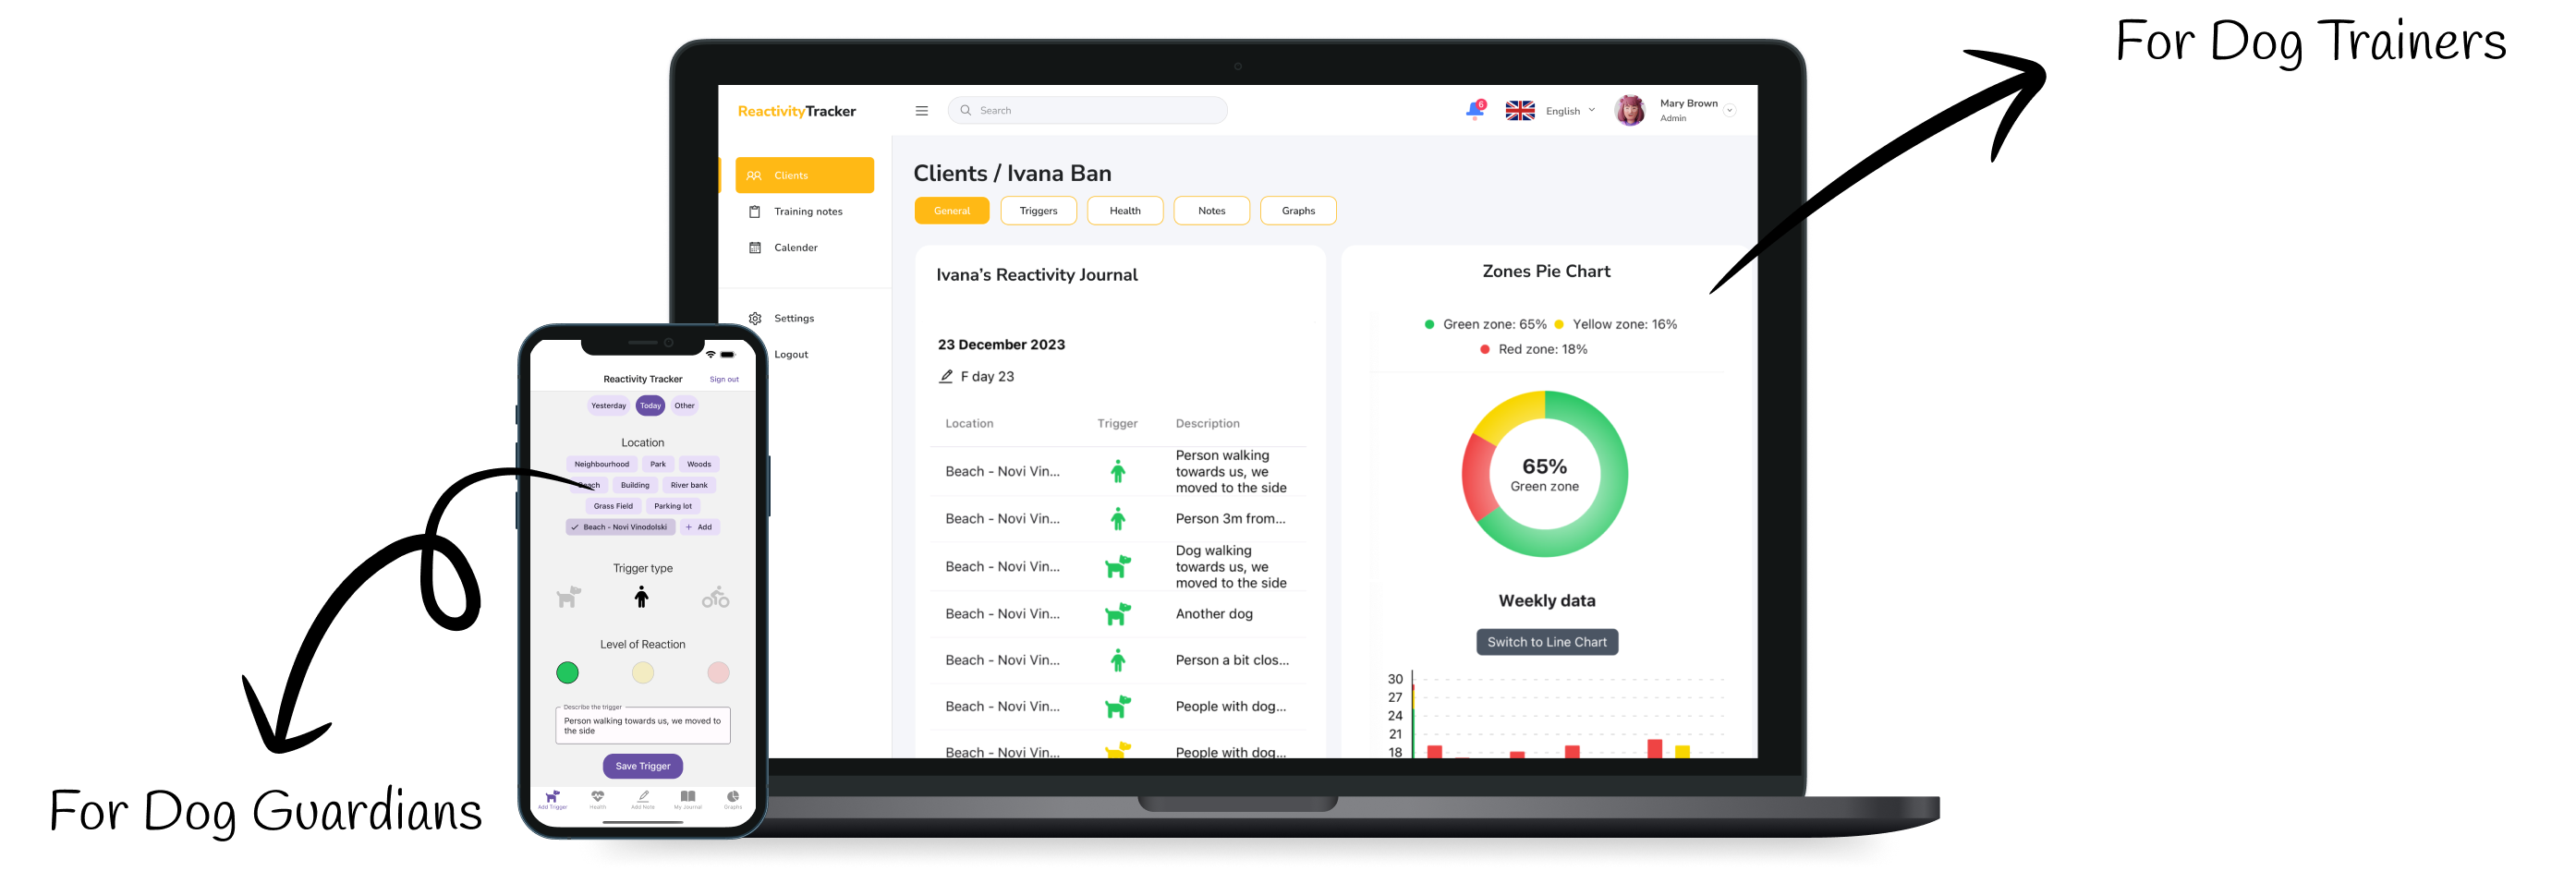 For Dog Trainers
ReactivityTracker
Search
6
English
Mary Brown
Admin
Clients
Training notes
Calender
Settings
Logout
Clients / Ivana Ban
General Triggers Health Notes Graphs
Ivana's Reactivity Journal
23 December 2023
F day 23
Location Trigger Description
Beach - Novi Vin... Person walking
towards us, we
moved to the side
Beach - Novi Vin... Person 3m from...
Beach - Novi Vin... Dog walking
towards us, we
moved to the side
Beach - Novi Vin... Another dog
Beach - Novi Vin... Person a bit clos...
Beach - Novi Vin... People with dog...
Beach - Novi Vin... People with dog...
Zones Pie Chart
Green zone: 65% Yellow zone: 16%
Red zone: 18%
65%
Green zone
Weekly data
Switch to Line Chart
30
27
24
21
18
Reactivity Tracker Sign out
Yesterday Today Other
Location
Neighbourhood Park Woods
Beach Building River bank
Grass Field Parking lot
Beach - Novi Vinodolski + Add
Trigger type
Level of Reaction
Describe the trigger
Person walking towards us, we moved to
the side
Save Trigger
Add Trigger Health Add Note My Journal Graphs
For Dog Guardians